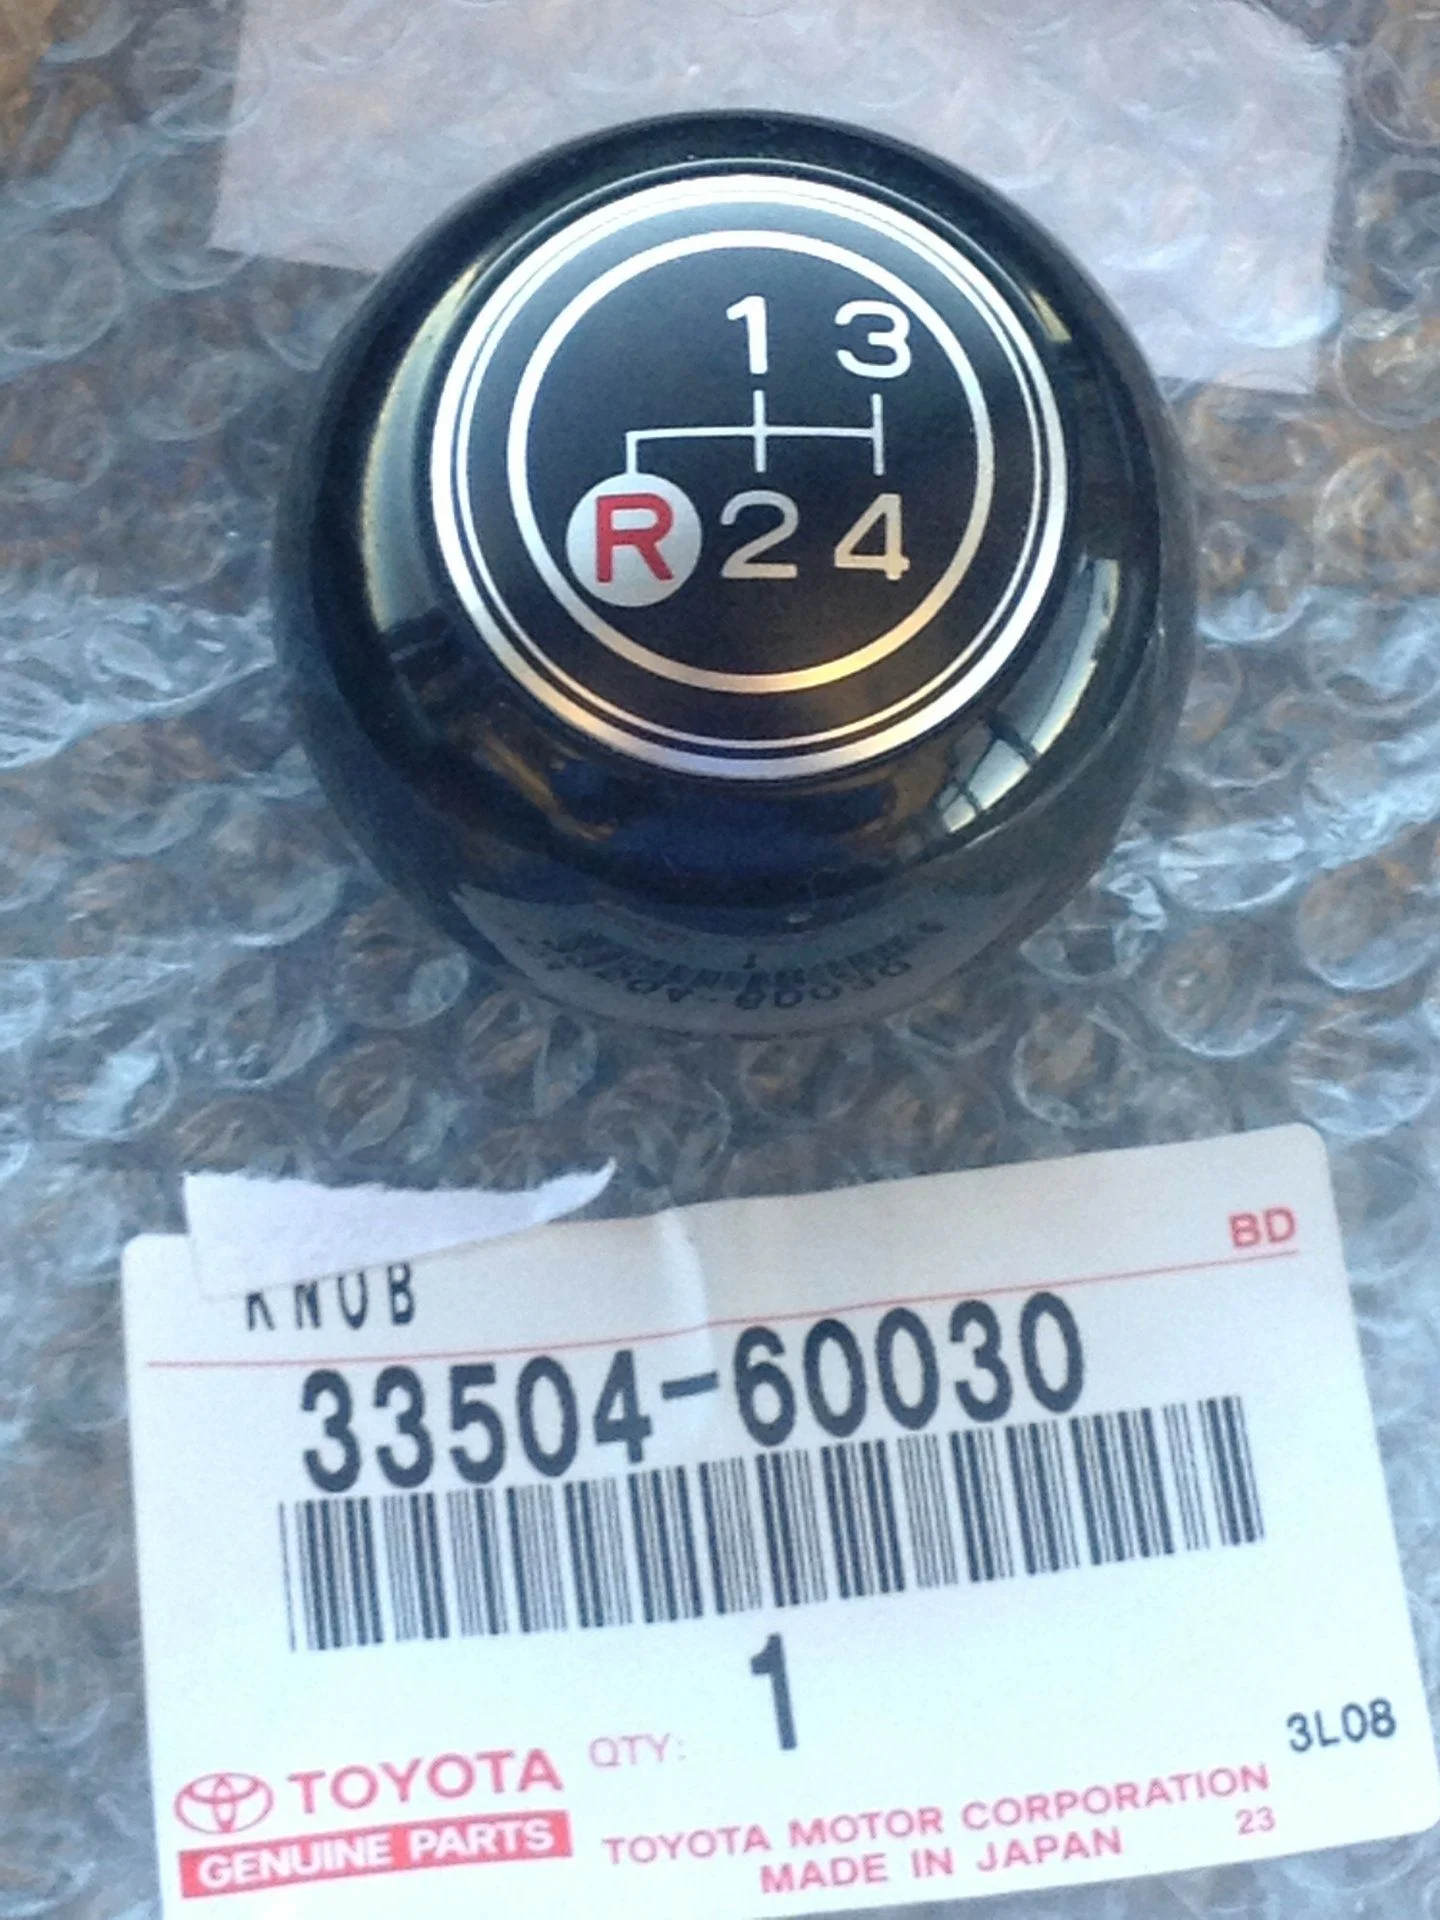 1 3
R 2 4
BD
KNOB
33504-60030
1
QTY:
3L08
TOYOTA
GENUINE PARTS
TOYOTA MOTOR CORPORATION
MADE IN JAPAN
23